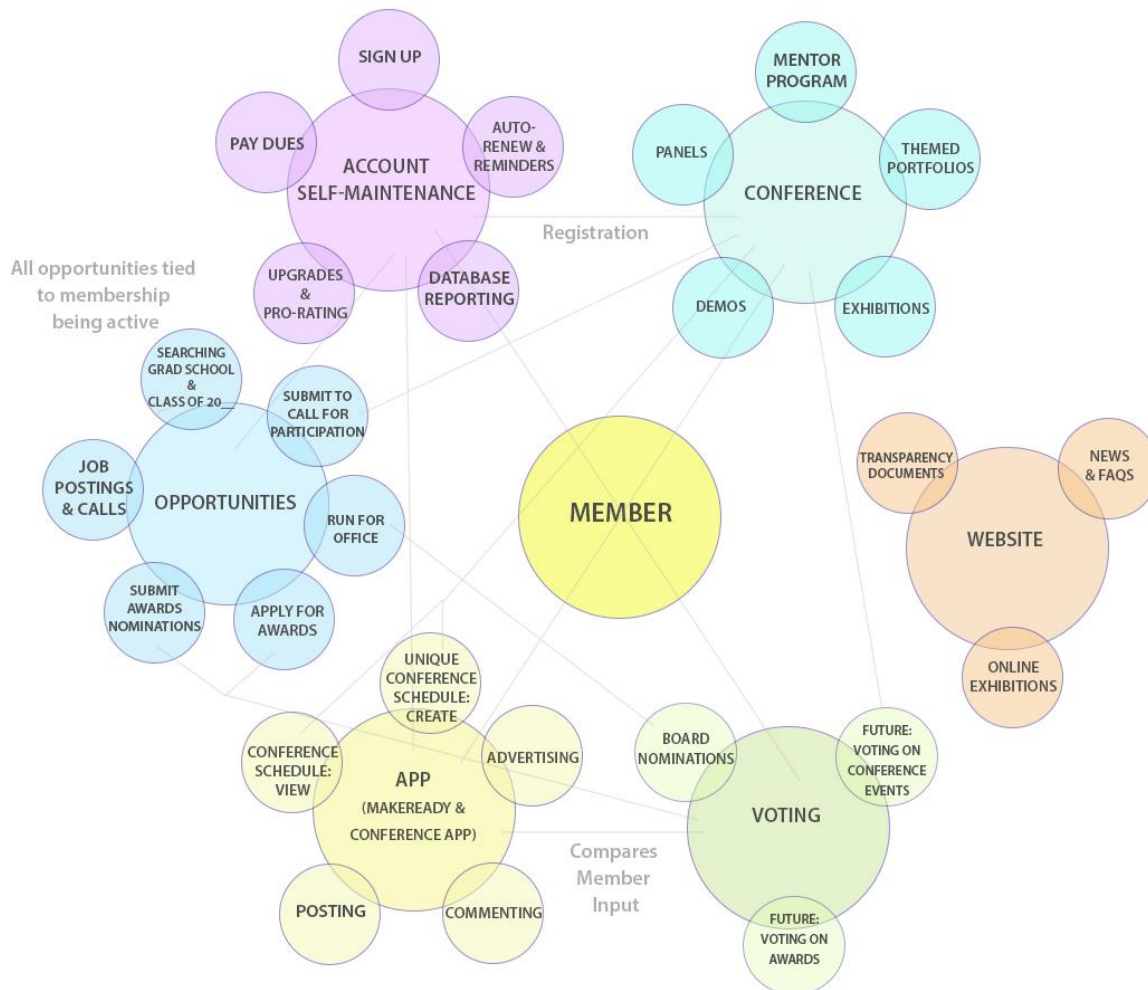 SIGN UP
PAY DUES
AUTO-
RENEW &
REMINDERS
ACCOUNT
SELF-MAINTENANCE
UPGRADES
&
PRO-RATING
DATABASE
REPORTING
MENTOR
PROGRAM
PANELS
THEMED
PORTFOLIOS
CONFERENCE
DEMOS
EXHIBITIONS
Registration
All opportunities tied
to membership
being active
SEARCHING
GRAD SCHOOL
&
CLASS OF 20__
SUBMIT TO
CALL FOR
PARTICIPATION
JOB
POSTINGS
& CALLS
OPPORTUNITIES
RUN FOR
OFFICE
SUBMIT
AWARDS
NOMINATIONS
APPLY FOR
AWARDS
MEMBER
TRANSPARENCY
DOCUMENTS
NEWS
& FAQS
WEBSITE
ONLINE
EXHIBITIONS
UNIQUE
CONFERENCE
SCHEDULE:
CREATE
CONFERENCE
SCHEDULE:
VIEW
ADVERTISING
APP
(MAKEREADY &
CONFERENCE APP)
POSTING
COMMENTING
Compares
Member
Input
BOARD
NOMINATIONS
FUTURE:
VOTING ON
CONFERENCE
EVENTS
VOTING
FUTURE:
VOTING ON
AWARDS